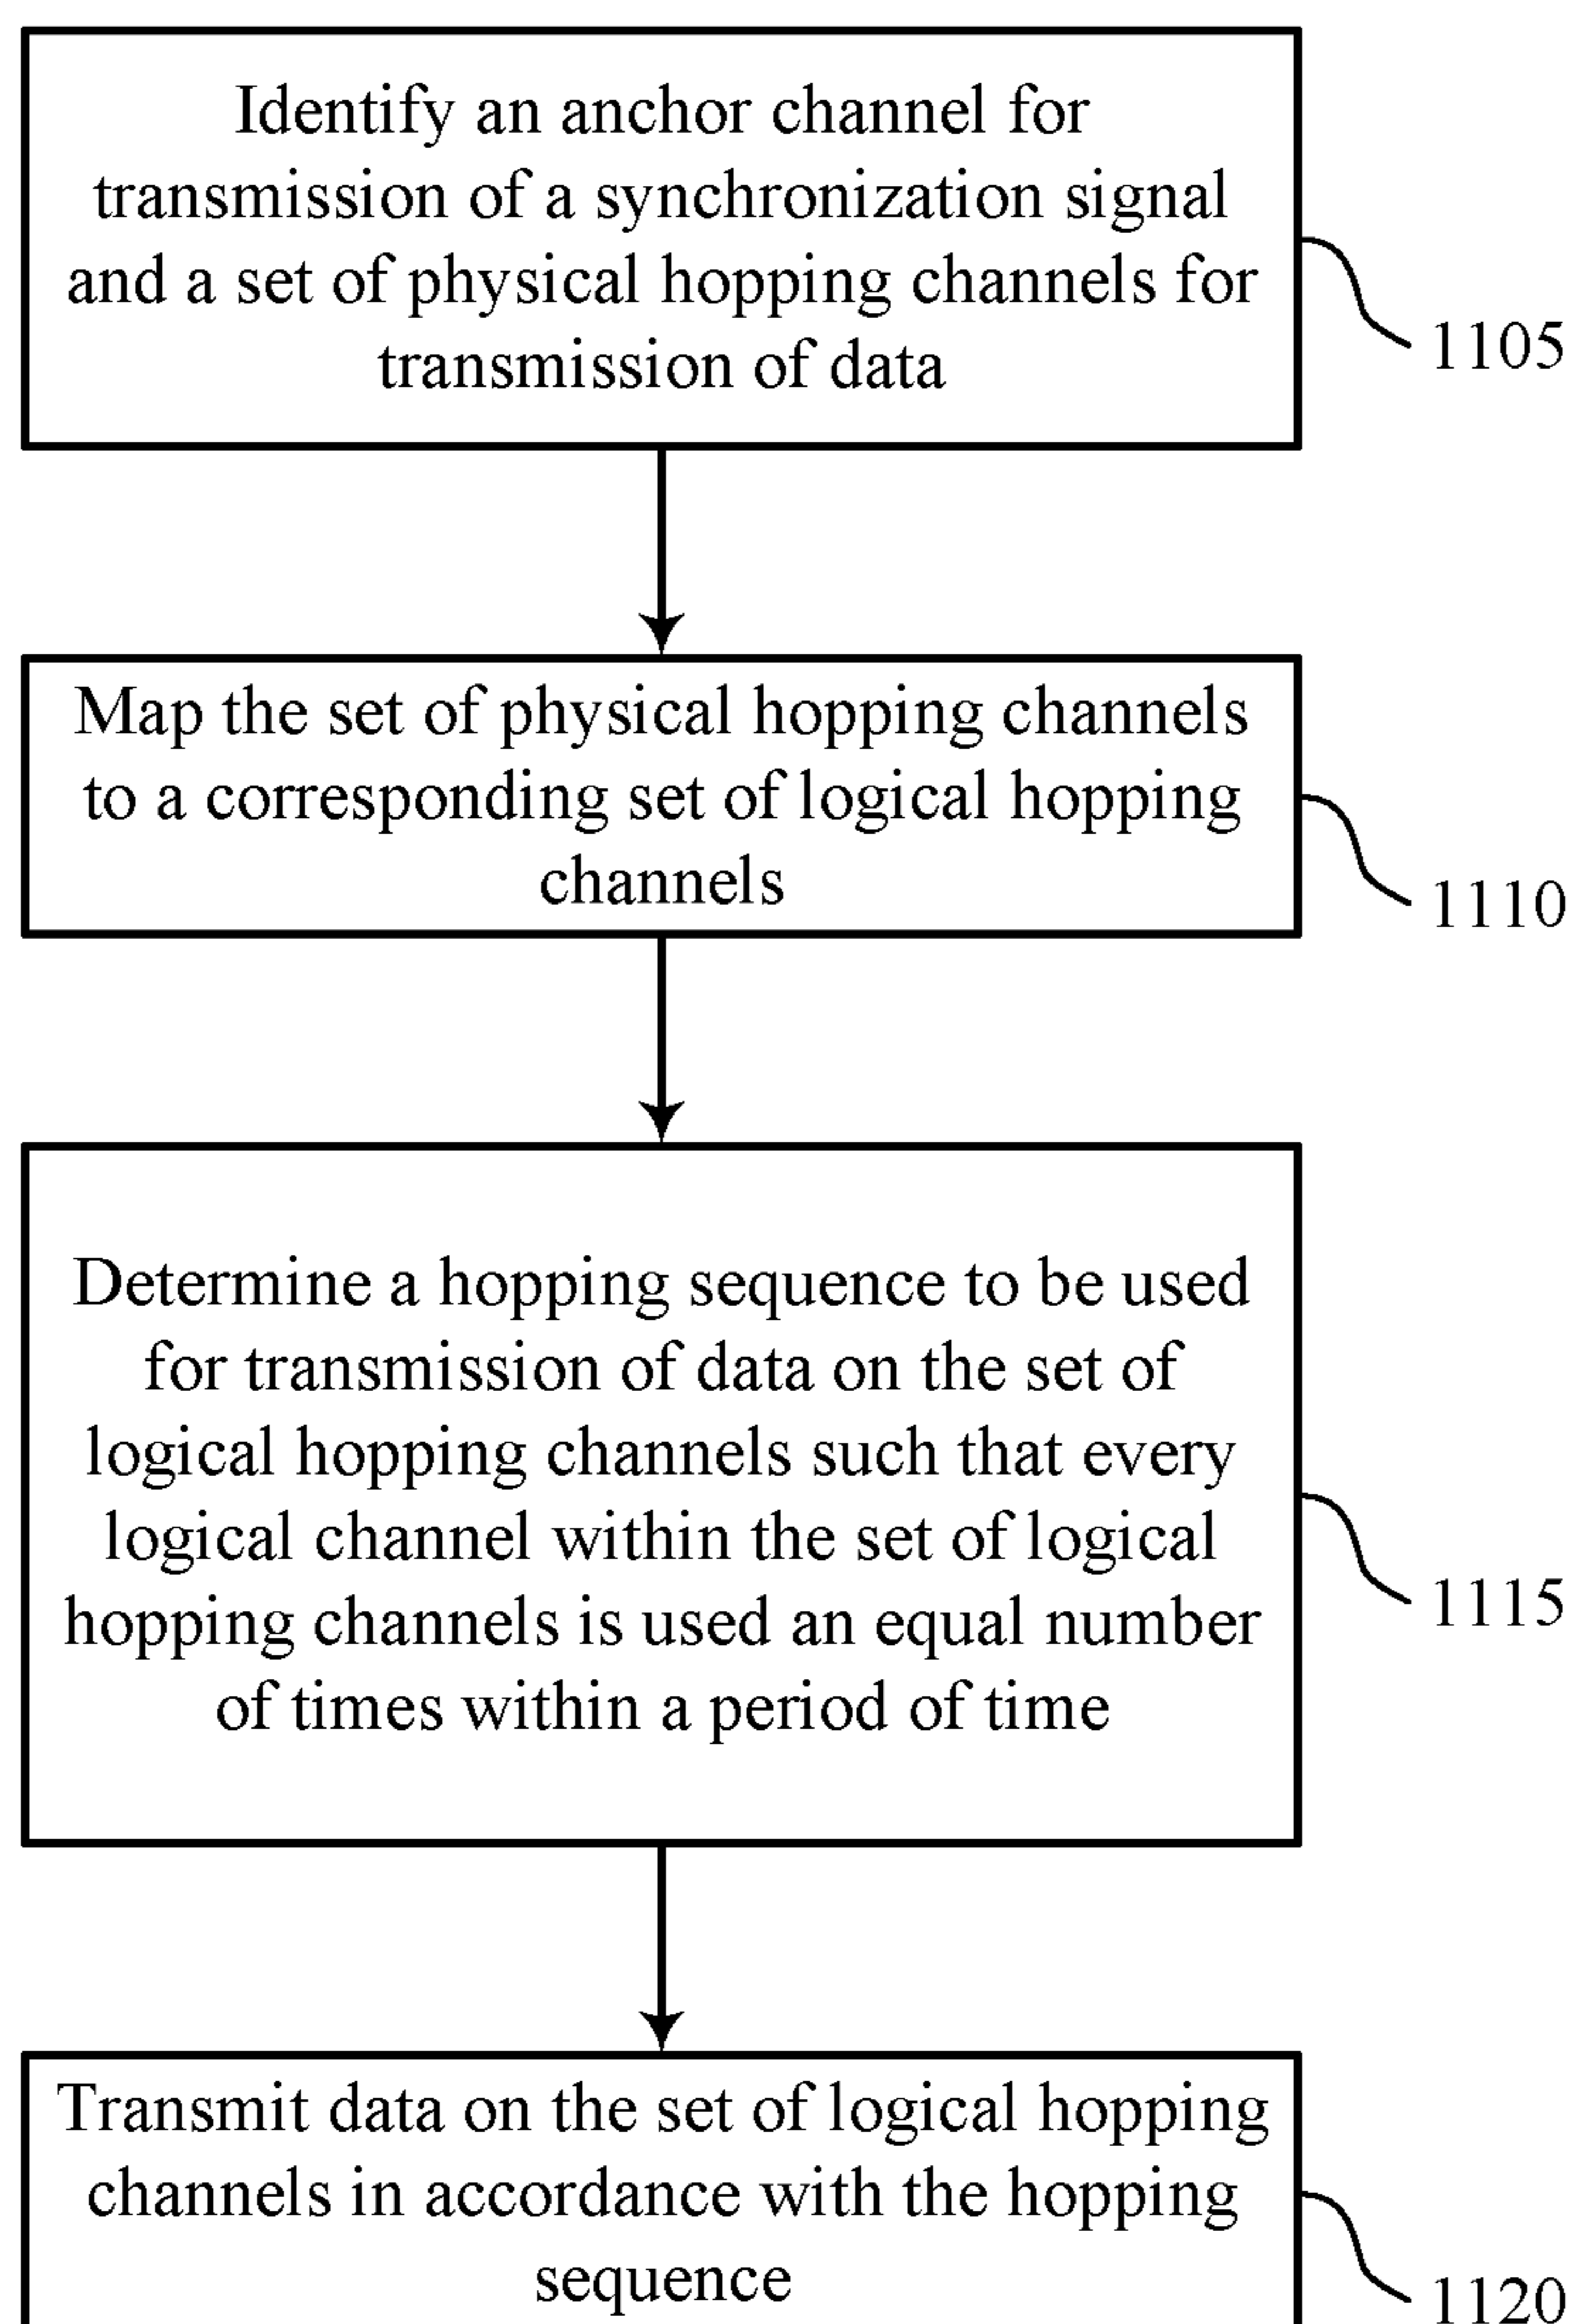 Identify an anchor channel for
transmission of a synchronization signal
and a set of physical hopping channels for
transmission of data
1105
Map the set of physical hopping channels
to a corresponding set of logical hopping
channels
1110
Determine a hopping sequence to be used
for transmission of data on the set of
logical hopping channels such that every
logical channel within the set of logical
hopping channels is used an equal number
of times within a period of time
1115
Transmit data on the set of logical hopping
channels in accordance with the hopping
sequence
1120